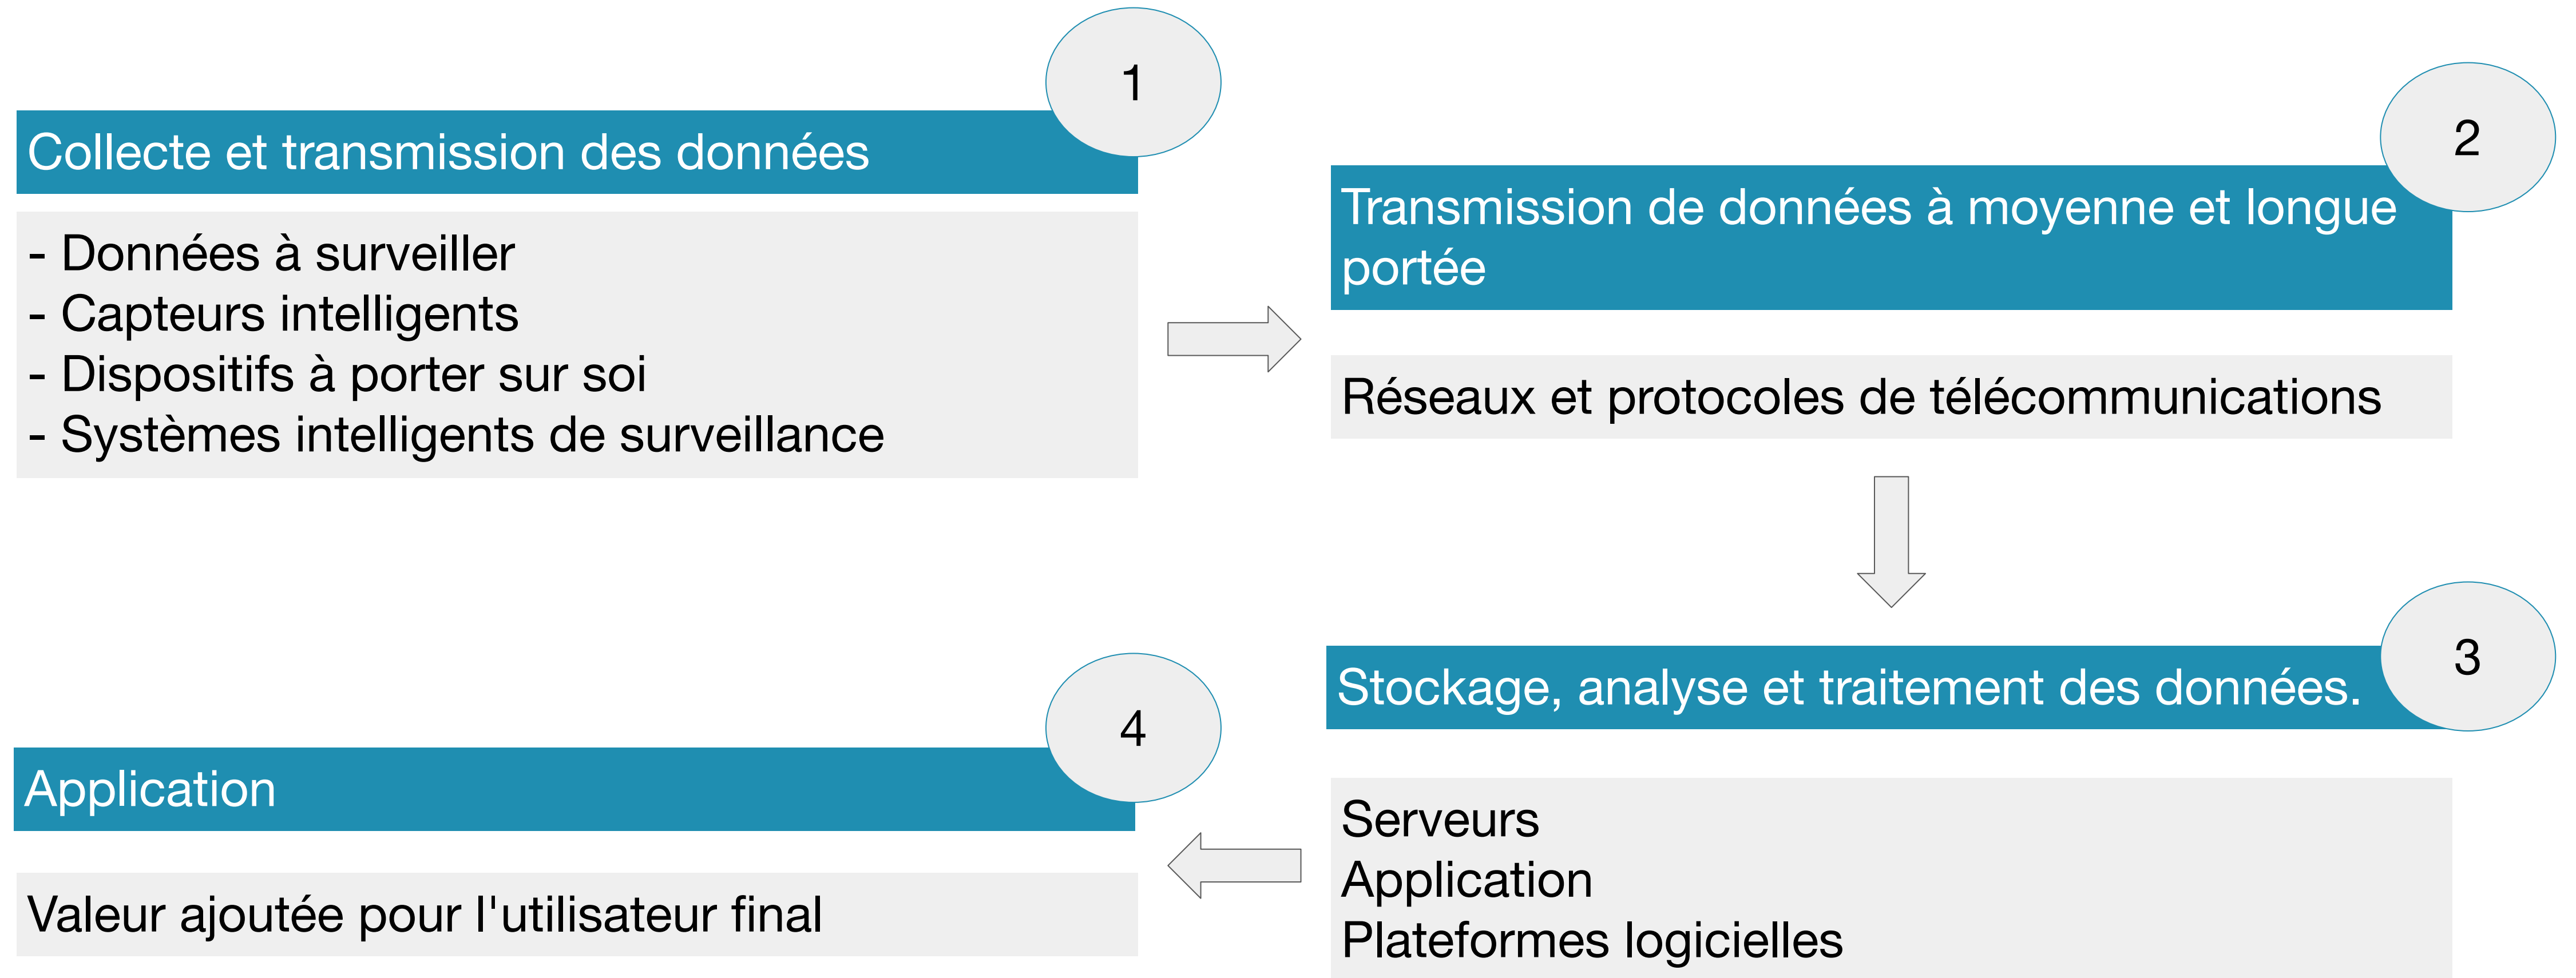 1
Collecte et transmission des données
- Données à surveiller
- Capteurs intelligents
- Dispositifs à porter sur soi
- Systèmes intelligents de surveillance
2
Transmission de données à moyenne et longue
portée
Réseaux et protocoles de télécommunications
3
Stockage, analyse et traitement des données.
Serveurs
Application
Plateformes logicielles
4
Application
Valeur ajoutée pour l'utilisateur final